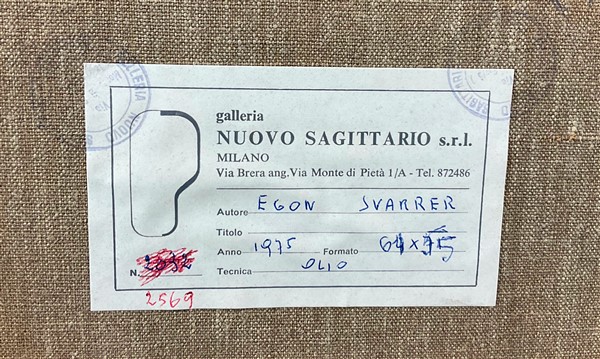 galleria
NUOVO SAGITTARIO s.r.l.
MILANO
Via Brera ang. Via Monte di Pietà 1/A - Tel. 872486
Autore EGON SVARRER
Titolo
Anno 1975 Formato
Tecnica OLIO
N.
2569
GALLERIA